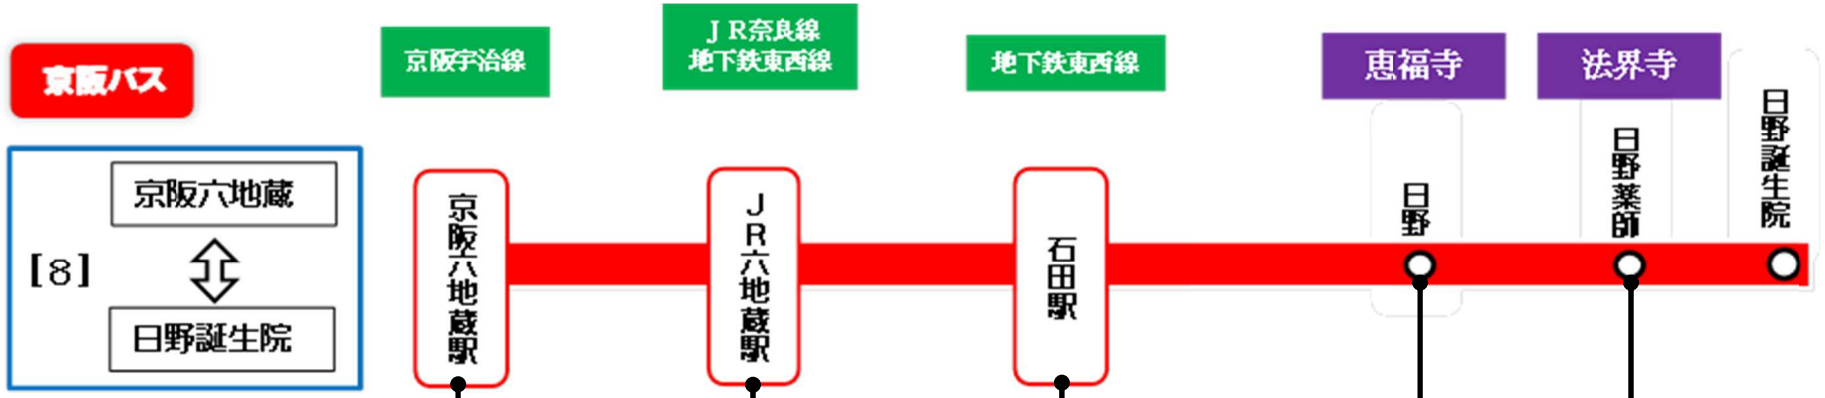 京阪バス
[8]
京阪六地蔵
日野誕生院
京阪宇治線
JR奈良線
地下鉄東西線
地下鉄東西線
恵福寺
法界寺
京阪六地蔵駅
JR六地蔵駅
石田駅
日野
日野薬師
日野誕生院